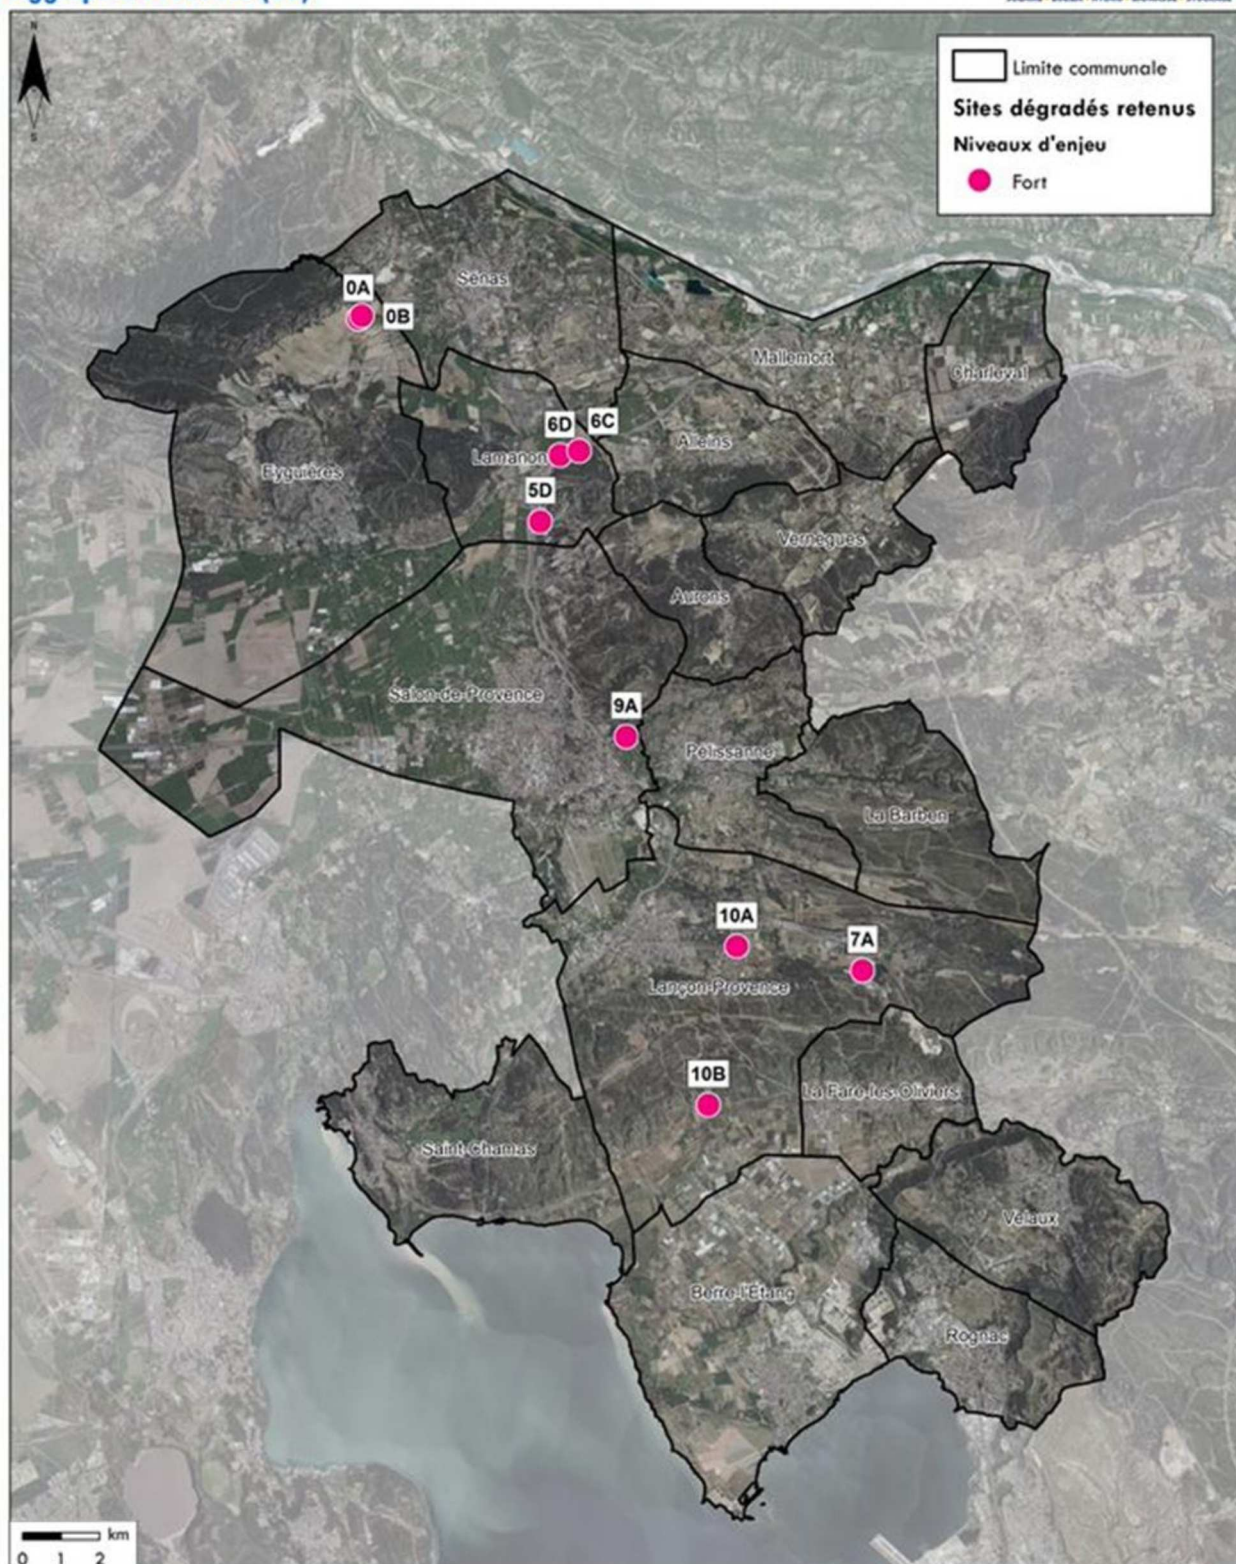 N
S
Limite communale
Sites dégradés retenus
Niveaux d'enjeu
Fort
0A
Sénas
0B
Mallemort
Charleval
6D 6C
Alleins
Lamanon
Eyguières
5D
Vernègues
Aurons
Salon-de-Provence
9A
Pélissanne
La Barben
10A
7A
Lançon-Provence
10B
La Fare-les-Oliviers
Saint-Chamas
Velaux
Berre-l'Étang
Rognac
km
0 1 2